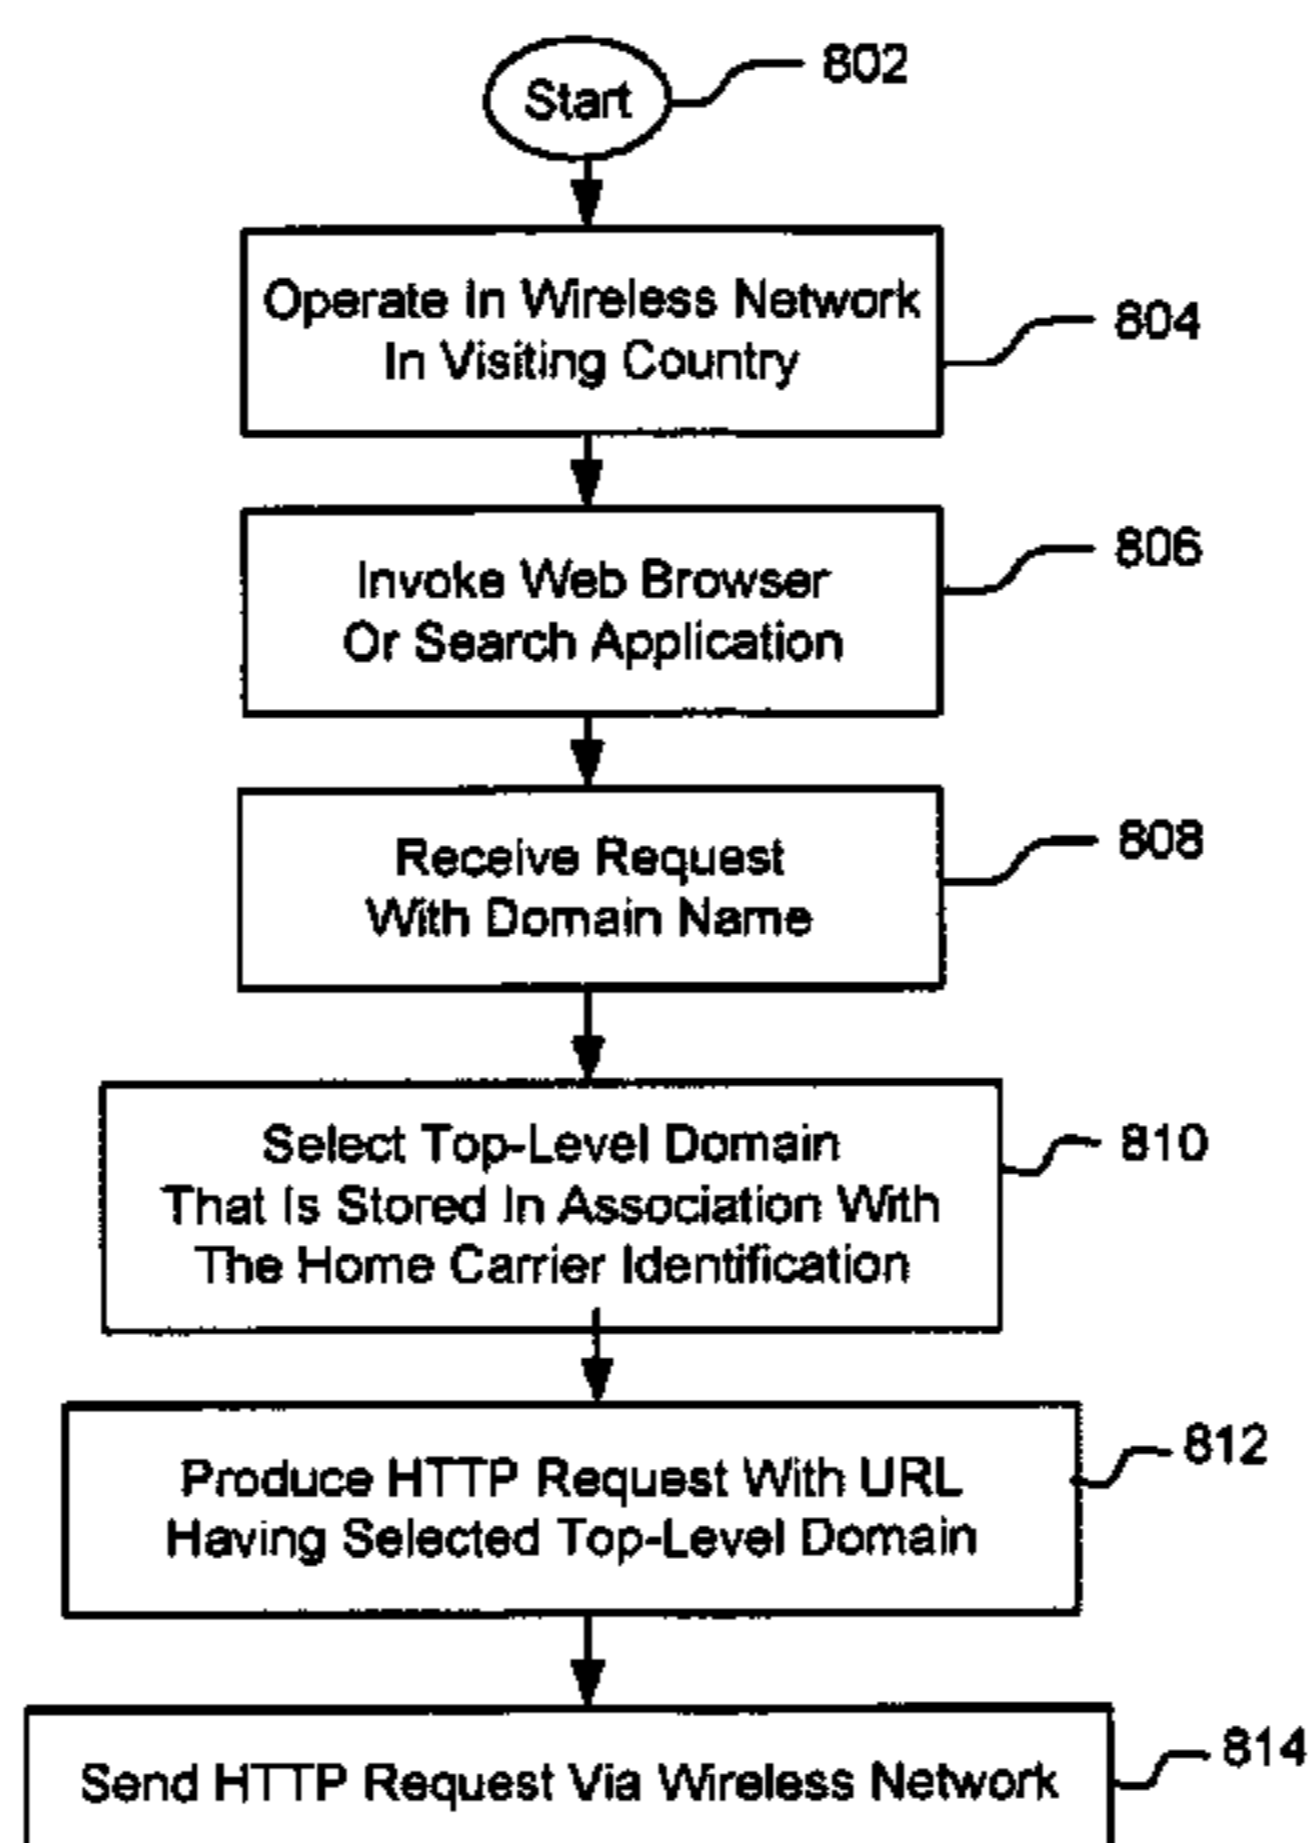 Start
802
Operate In Wireless Network
In Visiting Country
804
Invoke Web Browser
Or Search Application
806
Receive Request
With Domain Name
808
Select Top-Level Domain
That Is Stored In Association With
The Home Carrier Identification
810
Produce HTTP Request With URL
Having Selected Top-Level Domain
812
Send HTTP Request Via Wireless Network
814